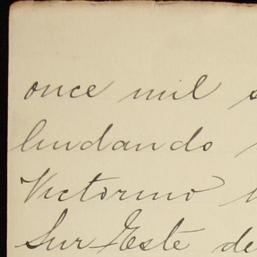 once mil
lindando
Victorino
Sur Este de